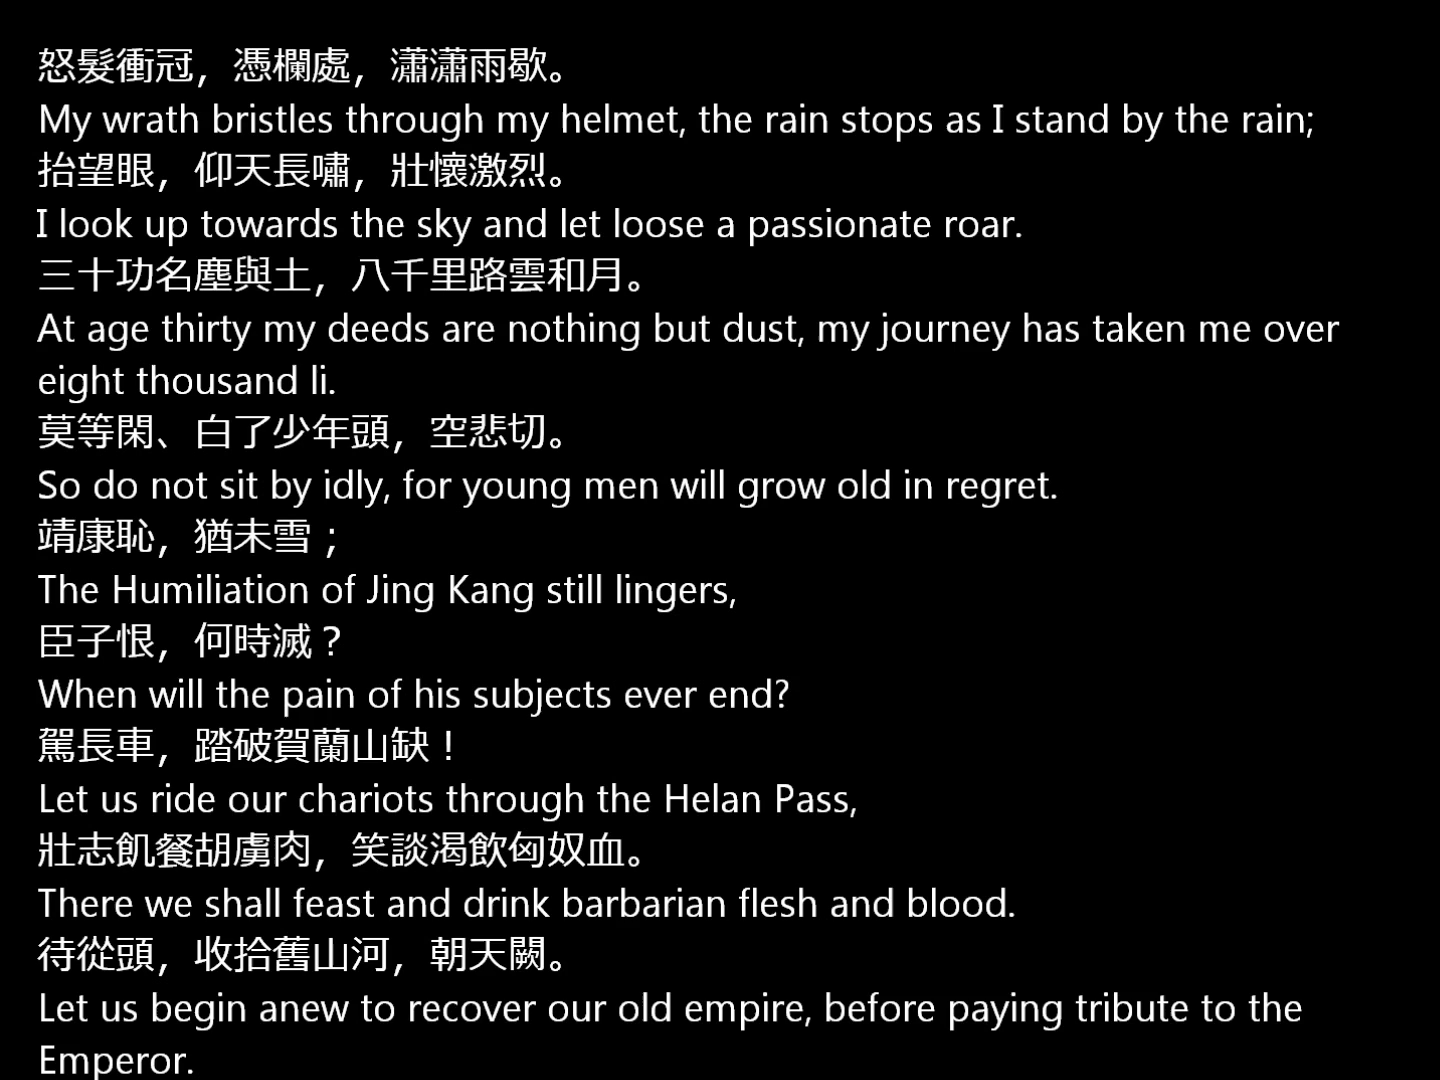 怒髮衝冠，憑欄處，瀟瀟雨歇。
My wrath bristles through my helmet, the rain stops as I stand by the rain;
抬望眼，仰天長嘯，壯懷激烈。
I look up towards the sky and let loose a passionate roar.
三十功名塵與土，八千里路雲和月。
At age thirty my deeds are nothing but dust, my journey has taken me over
eight thousand li.
莫等閑、白了少年頭，空悲切。
So do not sit by idly, for young men will grow old in regret.
靖康恥，猶未雪；
The Humiliation of Jing Kang still lingers,
臣子恨，何時滅？
When will the pain of his subjects ever end?
駕長車，踏破賀蘭山缺！
Let us ride our chariots through the Helan Pass,
壯志飢餐胡虜肉，笑談渴飲匈奴血。
There we shall feast and drink barbarian flesh and blood.
待從頭，收拾舊山河，朝天闕。
Let us begin anew to recover our old empire, before paying tribute to the
Emperor.